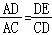 AD/AC = DE/CD